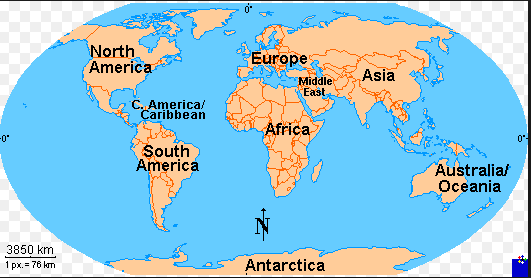 0°
North
America
Europe
Asia
Middle
East
C. America/
Caribbean
Africa
0°
0°
South
America
Australia/
Oceania
N
3850 km
1 px.= 76 km
Antarctica